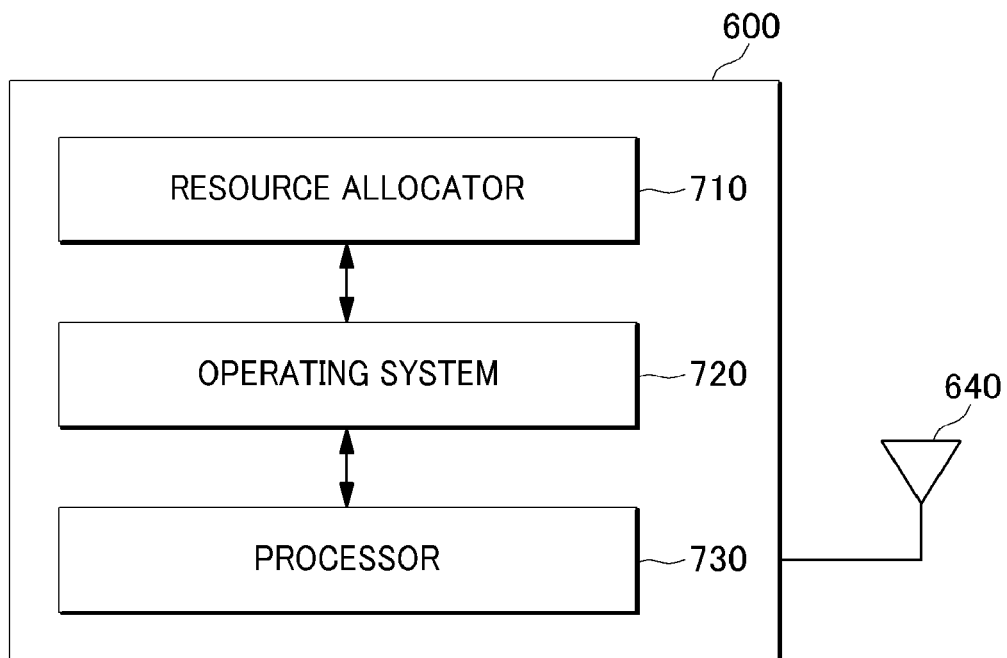 600
RESOURCE ALLOCATOR
710
OPERATING SYSTEM
720
640
PROCESSOR
730